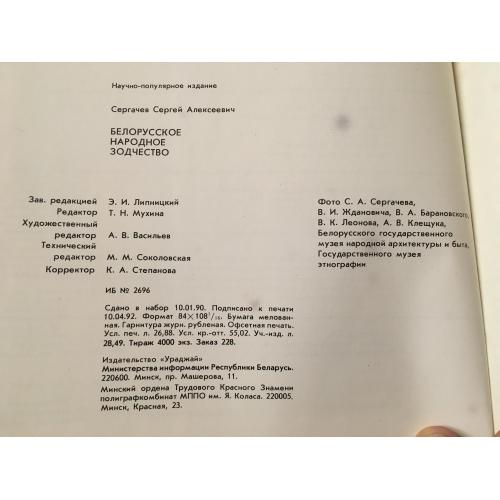 Научно-популярное издание
Сергачев Сергей Алексеевич
БЕЛОРУССКОЕ
НАРОДНОЕ
ЗОДЧЕСТВО
Зав. редакцией Э. И. Липницкий
Редактор Т. Н. Мухина
Художественный
редактор А. В. Васильев
Технический
редактор М. М. Соколовская
Корректор К. А. Степанова
Фото С. А. Сергачева,
В. И. Ждановича, В. А. Барановского,
В. К. Леонова, А. В. Клещука,
Белорусского государственного
музея народной архитектуры и быта,
Государственного музея
этнографии
ИБ № 2696
Сдано в набор 10.01.90. Подписано к печати
10.04.92. Формат 84×108¹/₁₆. Бумага мелован-
ная. Гарнитура журн. рубленая. Офсетная печать.
Усл. печ. л. 26,88. Усл. кр.-отт. 55,02. Уч.-изд. л.
28,49. Тираж 4000 экз. Заказ 228.
Издательство «Ураджай»
Министерства информации Республики Беларусь.
220600. Минск, пр. Машерова, 11.
Минский ордена Трудового Красного Знамени
полиграфкомбинат МППО им. Я. Коласа. 220005.
Минск, Красная, 23.